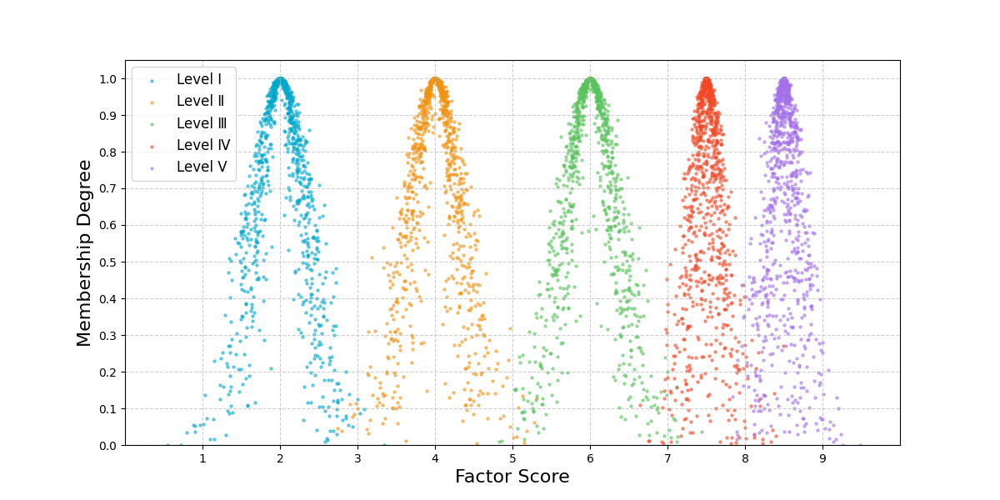 Level Ⅰ
Level Ⅱ
Level Ⅲ
Level Ⅳ
Level Ⅴ
Membership Degree
1.0
0.9
0.8
0.7
0.6
0.5
0.4
0.3
0.2
0.1
0.0
1 2 3 4 5 6 7 8 9
Factor Score